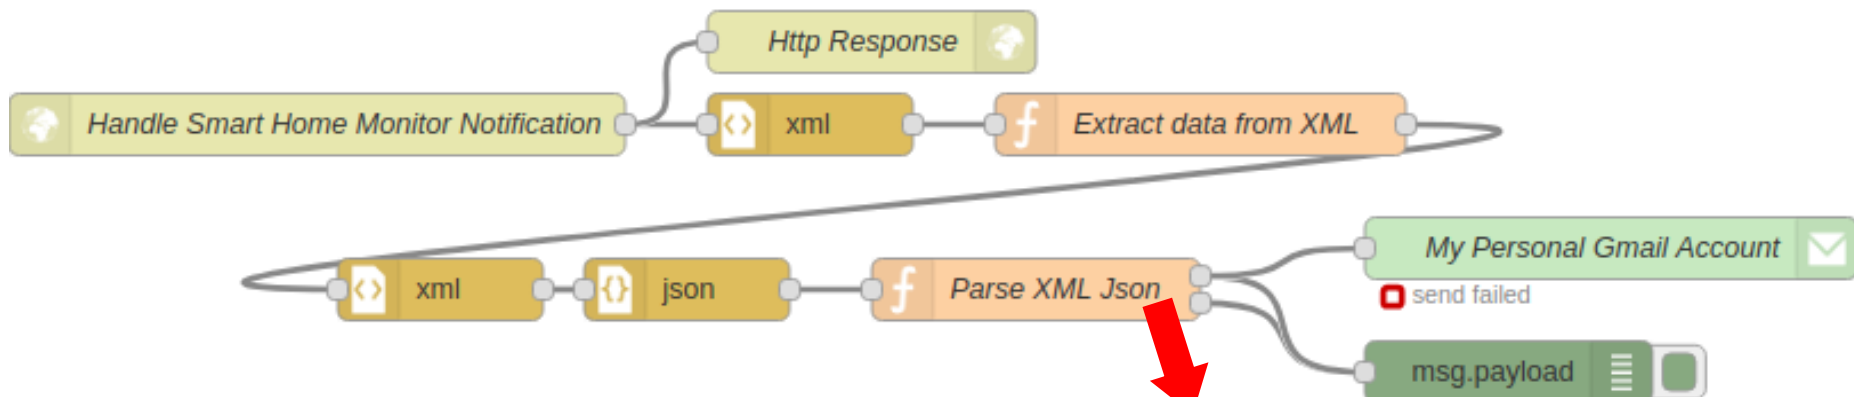 Http Response
Handle Smart Home Monitor Notification
xml
Extract data from XML
My Personal Gmail Account
xml
json
Parse XML Json
send failed
msg.payload